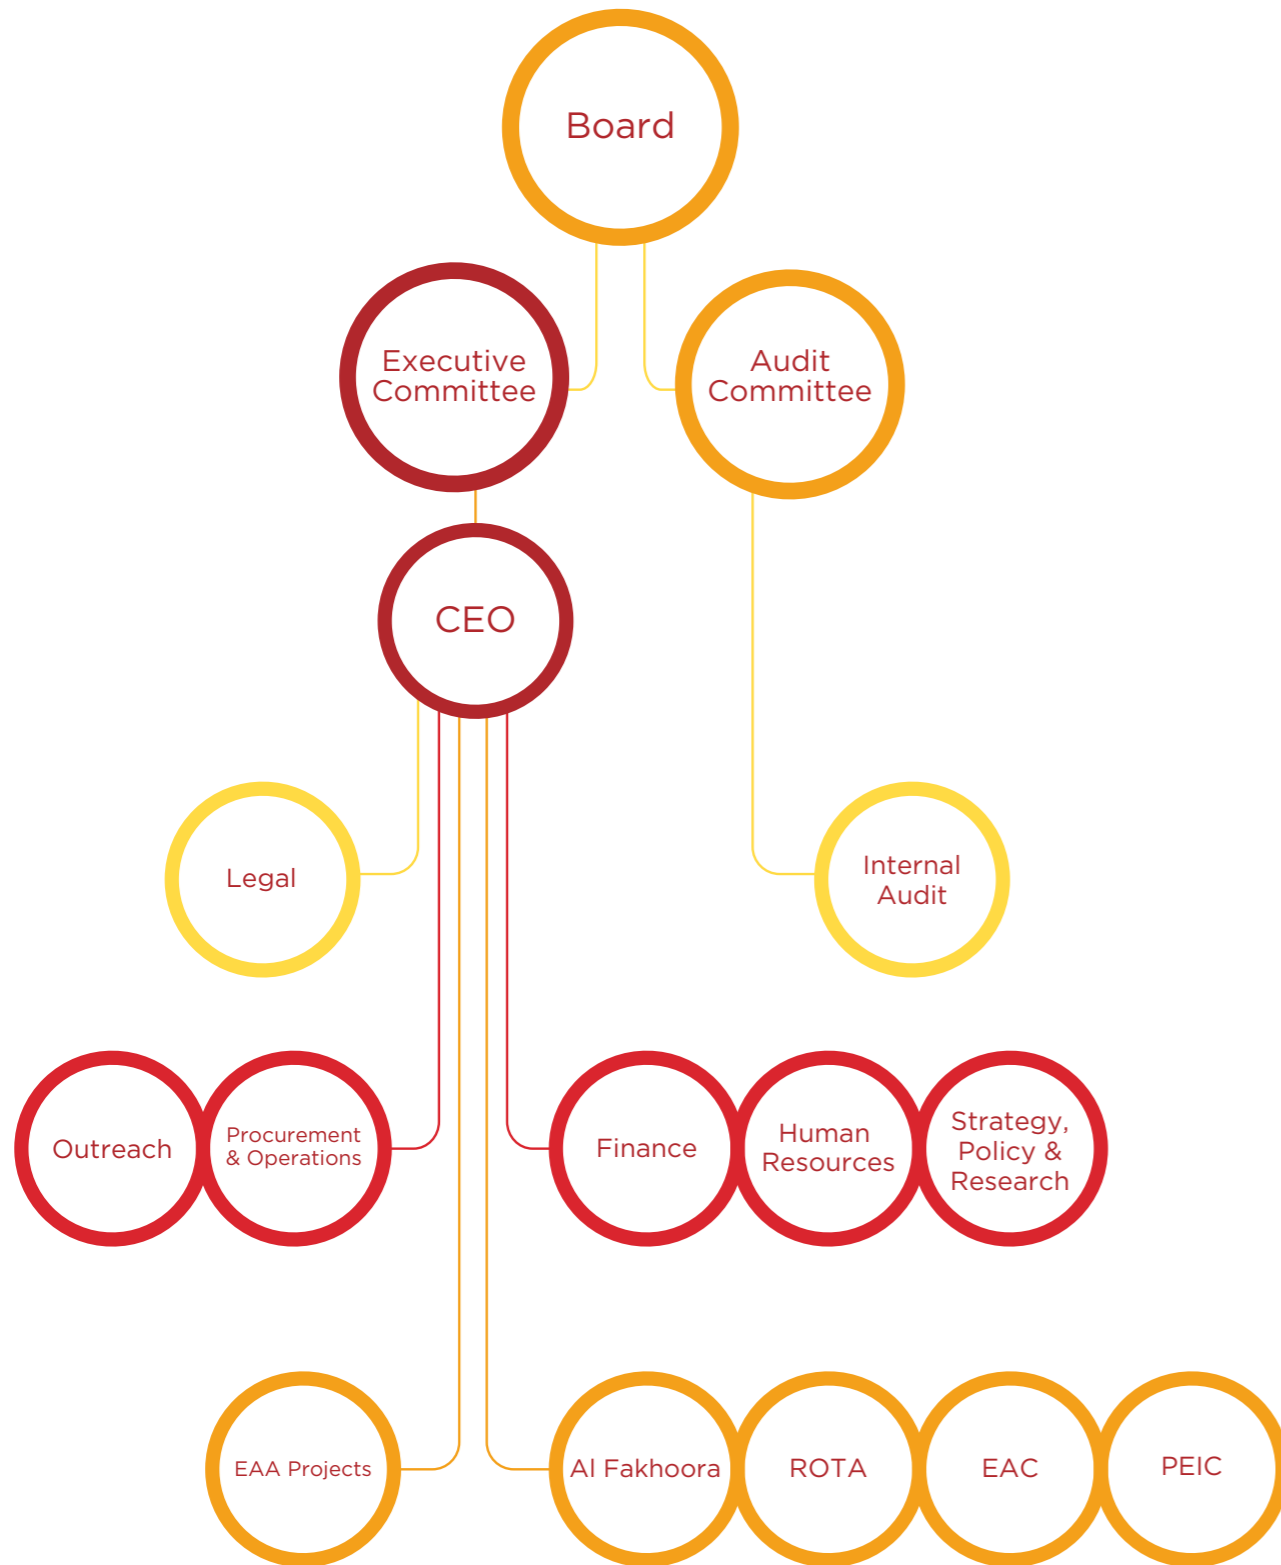 Board
Executive
Committee
Audit
Committee
CEO
Legal
Internal
Audit
Outreach
Procurement
& Operations
Finance
Human
Resources
Strategy,
Policy &
Research
EAA Projects
Al Fakhoora
ROTA
EAC
PEIC